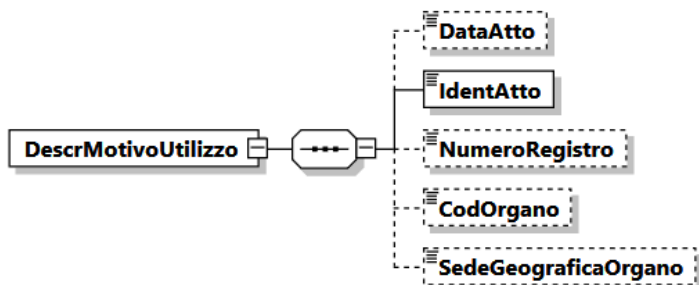 DataAtto
IdentAtto
DescrMotivoUtilizzo
NumeroRegistro
CodOrgano
SedeGeograficaOrgano